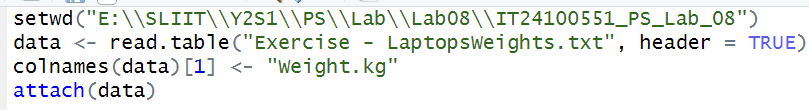 setwd("E:\\SLIIT\\Y2S1\\PS\\Lab\\Lab08\\IT24100551_PS_Lab_08")
data <- read.table("Exercise - LaptopsWeights.txt", header = TRUE)
colnames(data)[1] <- "Weight.kg"
attach(data)